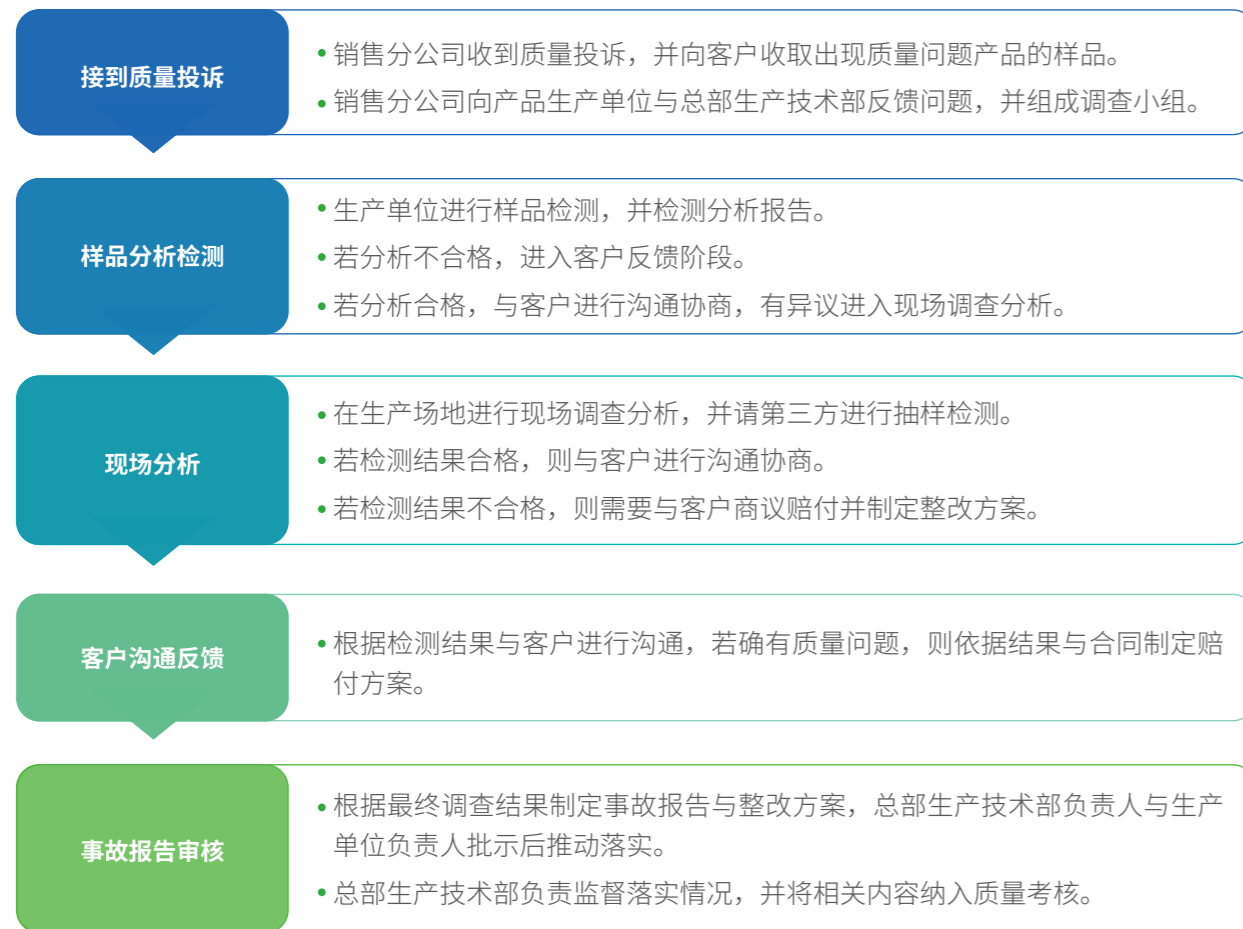 接到质量投诉
• 销售分公司收到质量投诉，并向客户收取出现质量问题产品的样品。
• 销售分公司向产品生产单位与总部生产技术部反馈问题，并组成调查小组。
样品分析检测
• 生产单位进行样品检测，并检测分析报告。
• 若分析不合格，进入客户反馈阶段。
• 若分析合格，与客户进行沟通协商，有异议进入现场调查分析。
现场分析
• 在生产场地进行现场调查分析，并请第三方进行抽样检测。
• 若检测结果合格，则与客户进行沟通协商。
• 若检测结果不合格，则需要与客户商议赔付并制定整改方案。
客户沟通反馈
• 根据检测结果与客户进行沟通，若确有质量问题，则依据结果与合同制定赔
付方案。
事故报告审核
• 根据最终调查结果制定事故报告与整改方案，总部生产技术部负责人与生产
单位负责人批示后推动落实。
• 总部生产技术部负责监督落实情况，并将相关内容纳入质量考核。